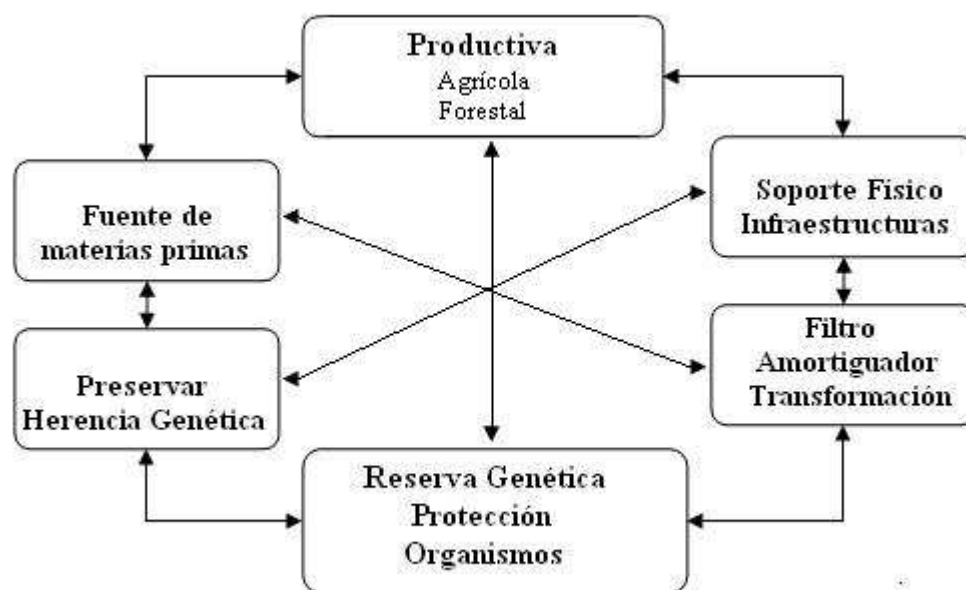 Productiva
Agrícola
Forestal
Fuente de
materias primas
Soporte Físico
Infraestructuras
Preservar
Herencia Genética
Filtro
Amortiguador
Transformación
Reserva Genética
Protección
Organismos